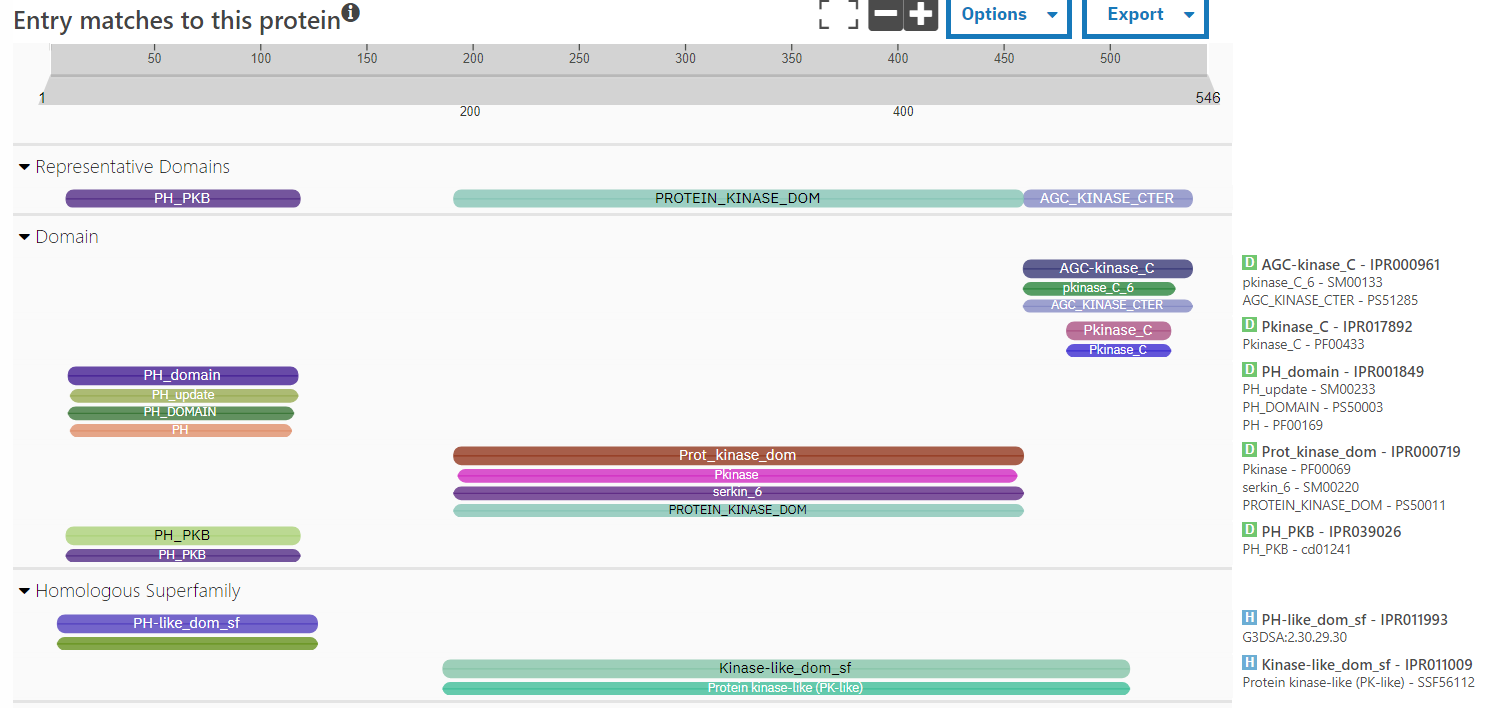 Entry matches to this protein
Options
Export
50 100 150 200 250 300 350 400 450 500
1 546
200 400
Representative Domains
PH_PKB PROTEIN_KINASE_DOM AGC_KINASE_CTER
Domain
AGC-kinase_C
pkinase_C_6
AGC_KINASE_CTER
D AGC-kinase_C - IPR000961
pkinase_C_6 - SM00133
AGC_KINASE_CTER - PS51285
Pkinase_C
Pkinase_C
D Pkinase_C - IPR017892
Pkinase_C - PF00433
PH_domain
PH_update
PH_DOMAIN
PH
D PH_domain - IPR001849
PH_update - SM00233
PH_DOMAIN - PS50003
PH - PF00169
Prot_kinase_dom
Pkinase
serkin_6
PROTEIN_KINASE_DOM
D Prot_kinase_dom - IPR000719
Pkinase - PF00069
serkin_6 - SM00220
PROTEIN_KINASE_DOM - PS50011
PH_PKB
PH_PKB
D PH_PKB - IPR039026
PH_PKB - cd01241
Homologous Superfamily
PH-like_dom_sf
H PH-like_dom_sf - IPR011993
G3DSA:2.30.29.30
Kinase-like_dom_sf
Protein kinase-like (PK-like)
H Kinase-like_dom_sf - IPR011009
Protein kinase-like (PK-like) - SSF56112